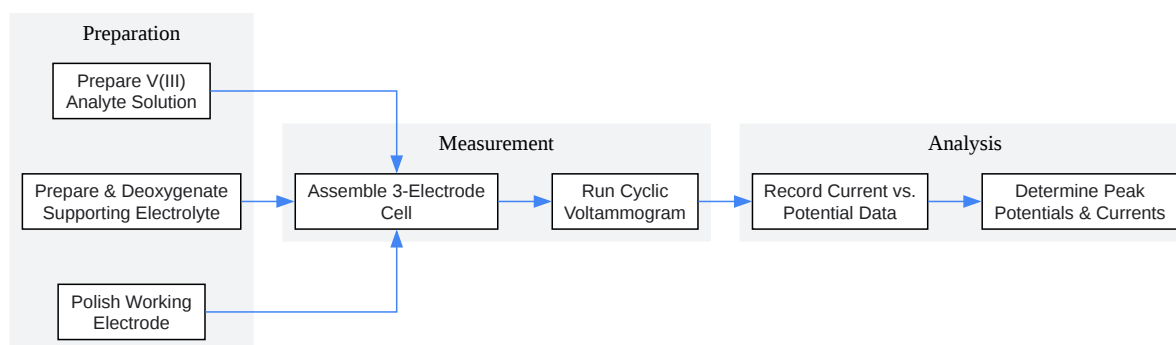 Preparation
Prepare V(III)
Analyte Solution
Prepare & Deoxygenate
Supporting Electrolyte
Polish Working
Electrode
Measurement
Assemble 3-Electrode
Cell
Run Cyclic
Voltammogram
Analysis
Record Current vs.
Potential Data
Determine Peak
Potentials & Currents